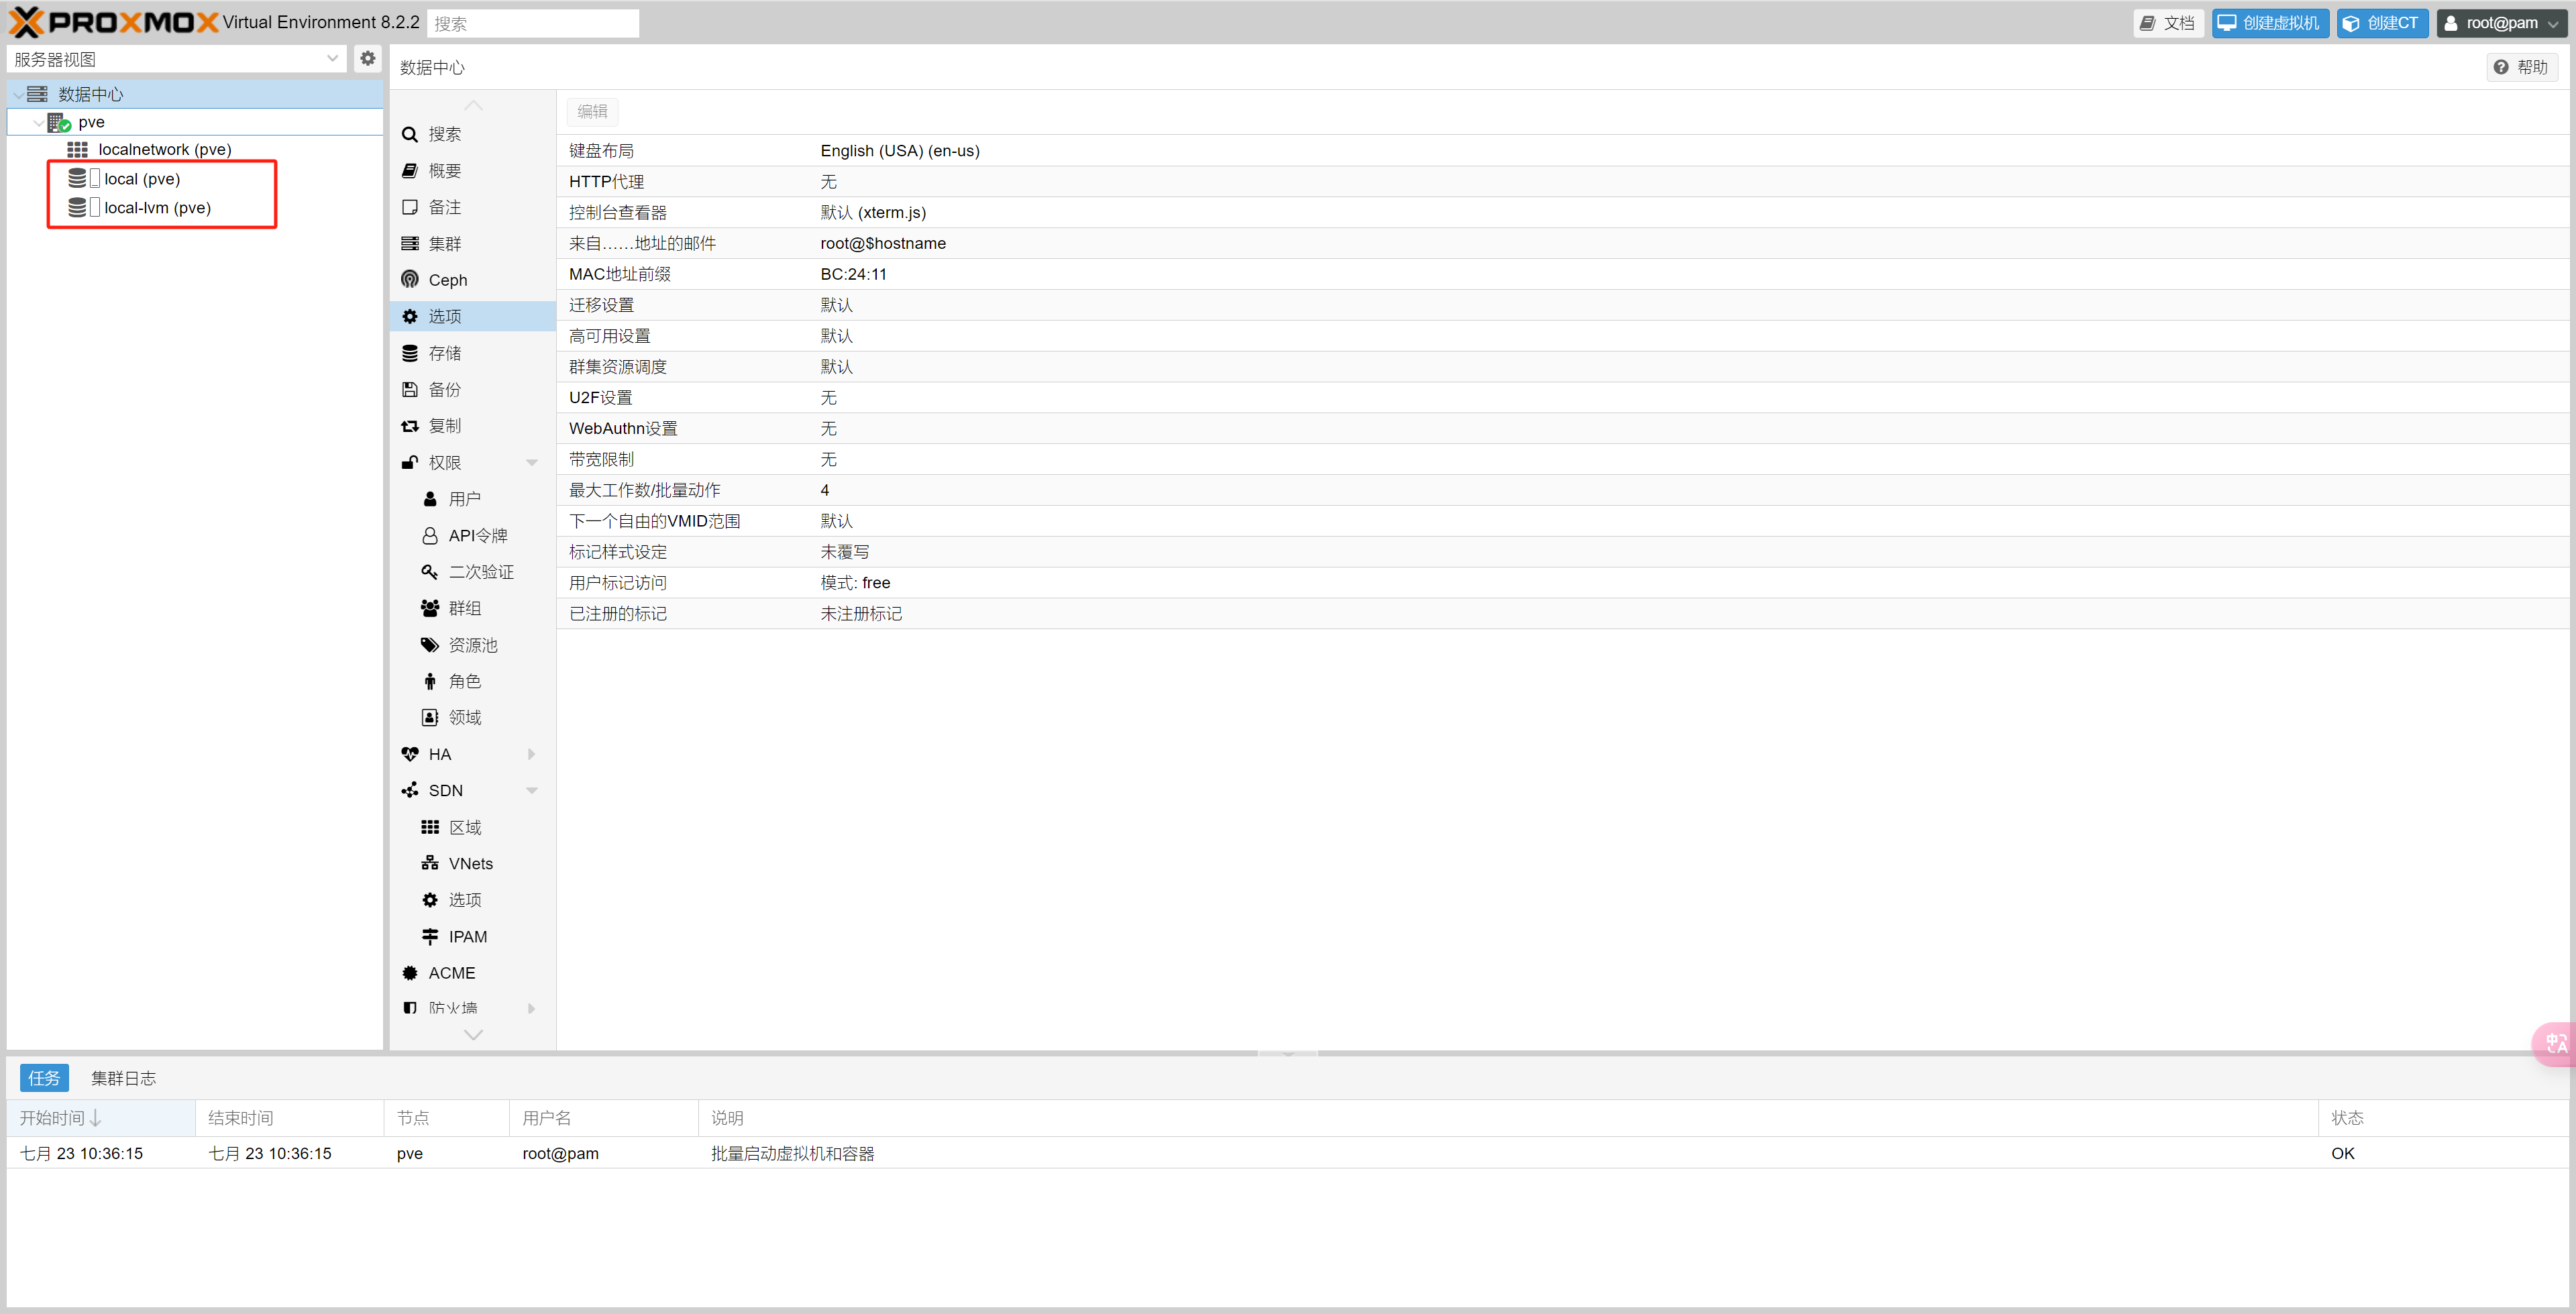 PROXMOX Virtual Environment 8.2.2 搜索 文档 创建虚拟机 创建CT root@pam
服务器视图
数据中心
pve
localnetwork (pve)
local (pve)
local-lvm (pve)
数据中心 帮助
搜索
概要
备注
集群
Ceph
选项
存储
备份
复制
权限
用户
API令牌
二次验证
群组
资源池
角色
领域
HA
SDN
区域
VNets
选项
IPAM
ACME
防火墙
编辑
键盘布局 English (USA) (en-us)
HTTP代理 无
控制台查看器 默认 (xterm.js)
来自……地址的邮件 root@$hostname
MAC地址前缀 BC:24:11
迁移设置 默认
高可用设置 默认
群集资源调度 默认
U2F设置 无
WebAuthn设置 无
带宽限制 无
最大工作数/批量动作 4
下一个自由的VMID范围 默认
标记样式设定 未覆写
用户标记访问 模式: free
已注册的标记 未注册标记
中A
任务 集群日志
开始时间 结束时间 节点 用户名 说明 状态
七月 23 10:36:15 七月 23 10:36:15 pve root@pam 批量启动虚拟机和容器 OK